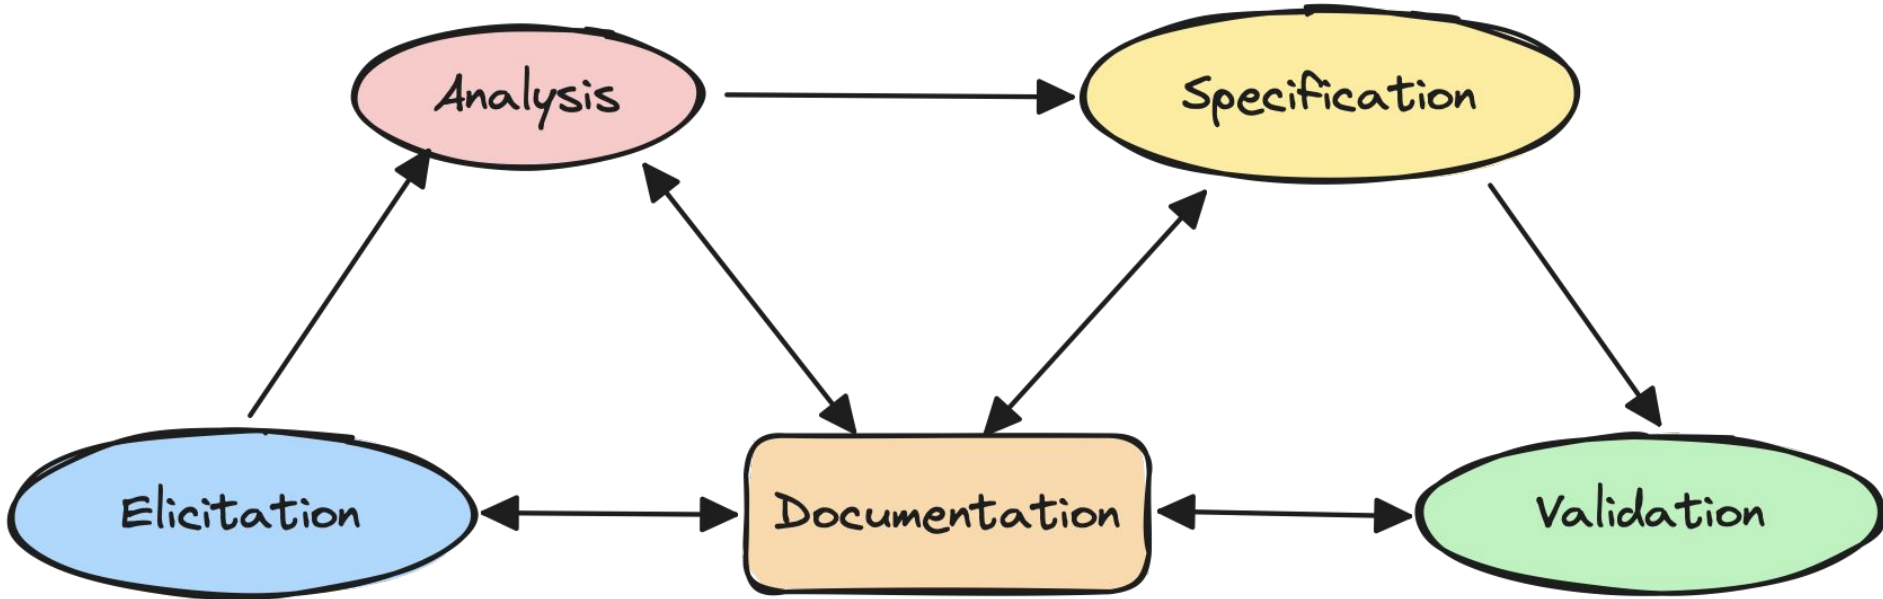 Analysis
Specification
Elicitation
Documentation
Validation